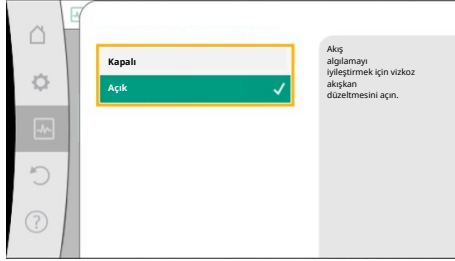 Kapalı
Açık
Akış
algılamayı
iyileştirmek için vizkoz
akışkan
düzeltmesini açın.